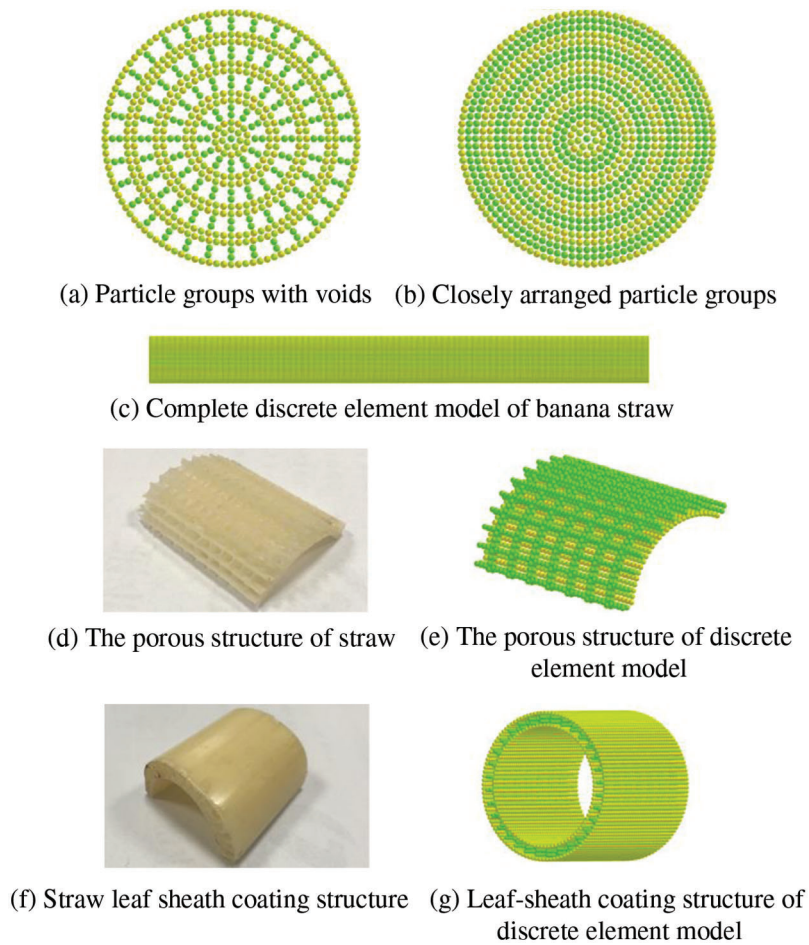 (a) Particle groups with voids
(b) Closely arranged particle groups
(c) Complete discrete element model of banana straw
(d) The porous structure of straw
(e) The porous structure of discrete
element model
(f) Straw leaf sheath coating structure
(g) Leaf-sheath coating structure of
discrete element model